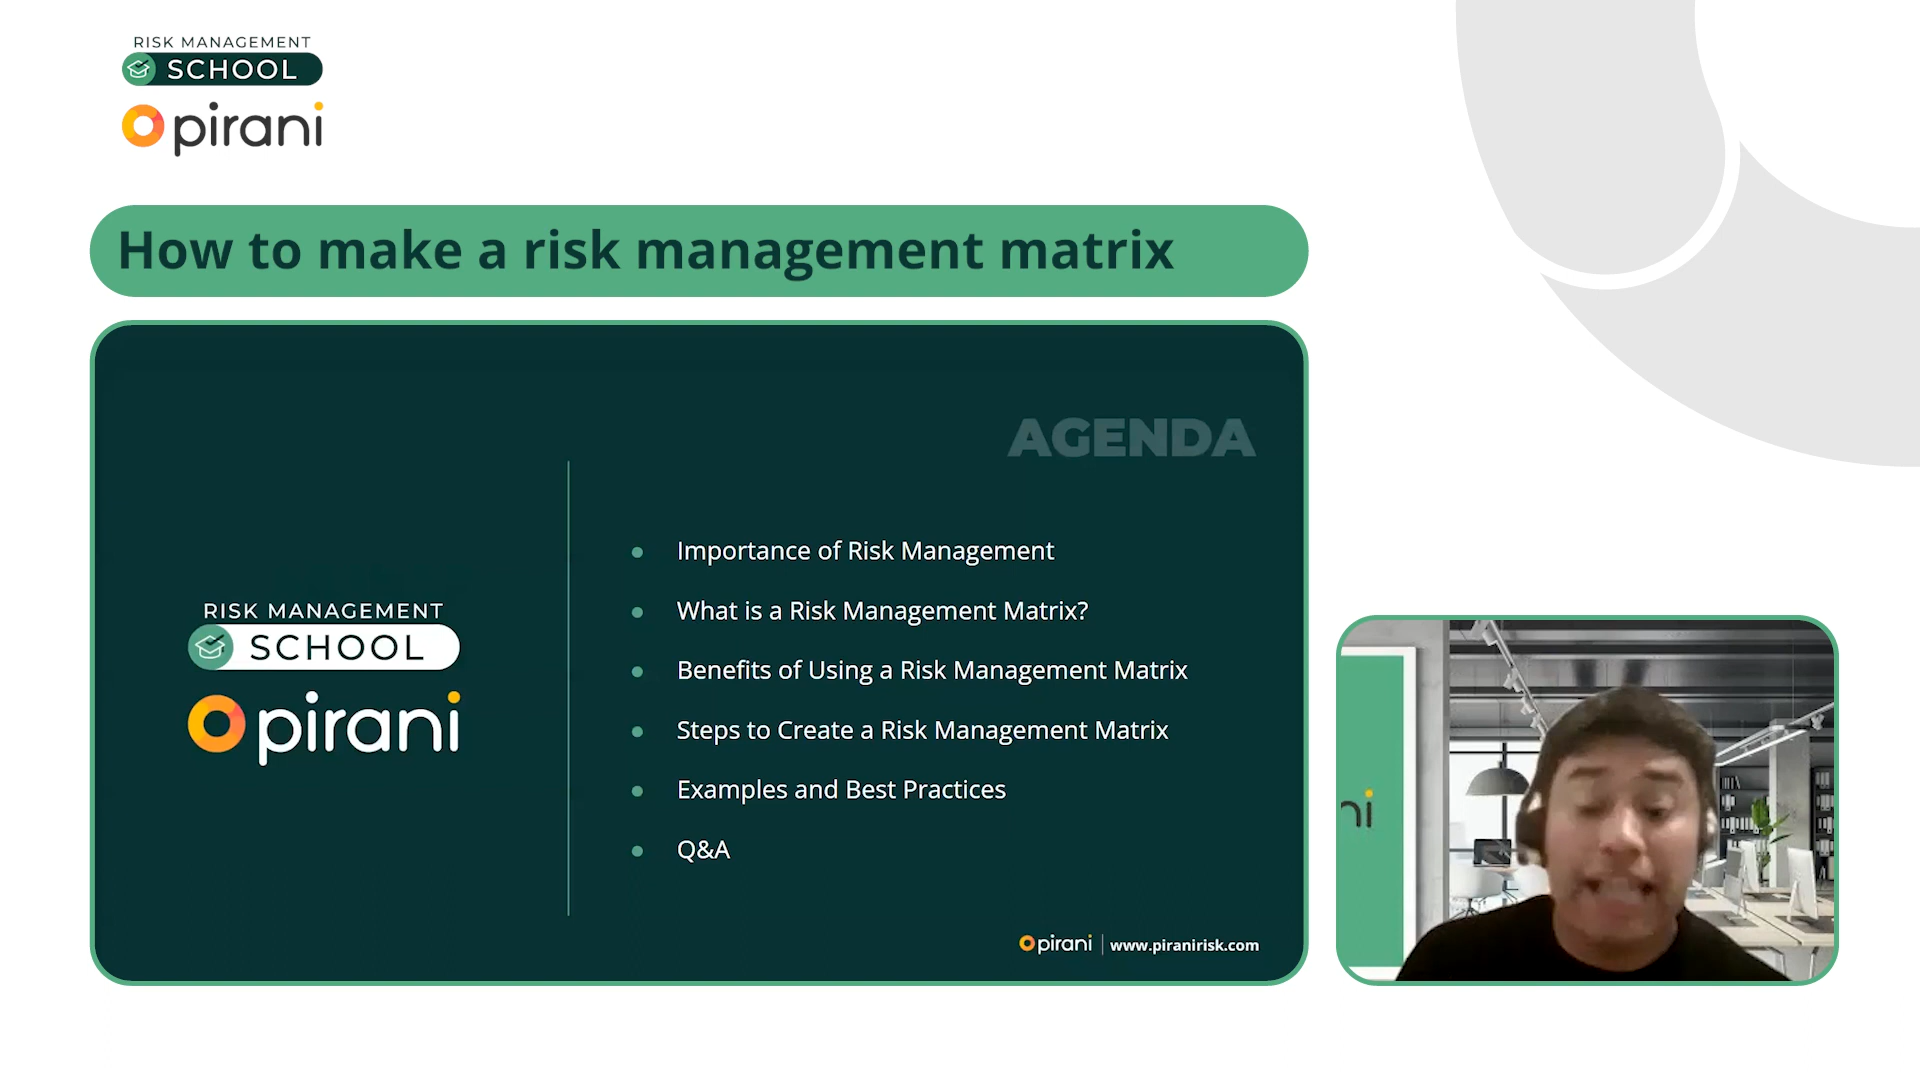 RISK MANAGEMENT
SCHOOL
pirani
How to make a risk management matrix
AGENDA
Importance of Risk Management
What is a Risk Management Matrix?
Benefits of Using a Risk Management Matrix
Steps to Create a Risk Management Matrix
Examples and Best Practices
Q&A
RISK MANAGEMENT
SCHOOL
pirani
pirani | www.piranirisk.com
ni